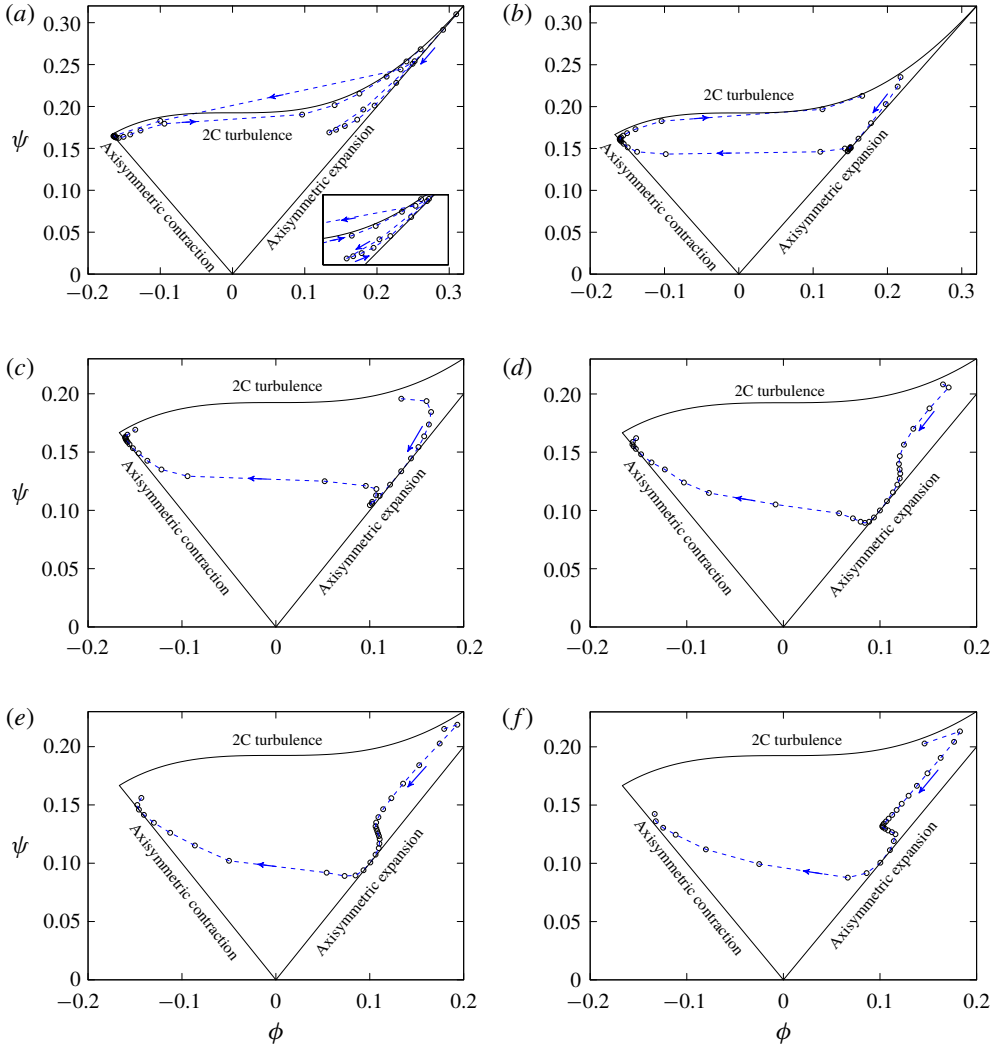 (a)
0.30
0.25
0.20
ψ
0.15
0.10
0.05
0
2C turbulence
Axisymmetric contraction
Axisymmetric expansion
−0.2 −0.1 0 0.1 0.2 0.3
(b)
0.30
0.25
0.20
0.15
0.10
0.05
0
2C turbulence
Axisymmetric contraction
Axisymmetric expansion
−0.2 −0.1 0 0.1 0.2 0.3
(c)
0.20
0.15
ψ
0.10
0.05
0
2C turbulence
Axisymmetric contraction
Axisymmetric expansion
−0.2 −0.1 0 0.1 0.2
(d)
0.20
0.15
0.10
0.05
0
2C turbulence
Axisymmetric contraction
Axisymmetric expansion
−0.2 −0.1 0 0.1 0.2
(e)
0.20
0.15
ψ
0.10
0.05
0
2C turbulence
Axisymmetric contraction
Axisymmetric expansion
−0.2 −0.1 0 0.1 0.2
ϕ
(f)
0.20
0.15
0.10
0.05
0
2C turbulence
Axisymmetric contraction
Axisymmetric expansion
−0.2 −0.1 0 0.1 0.2
ϕ